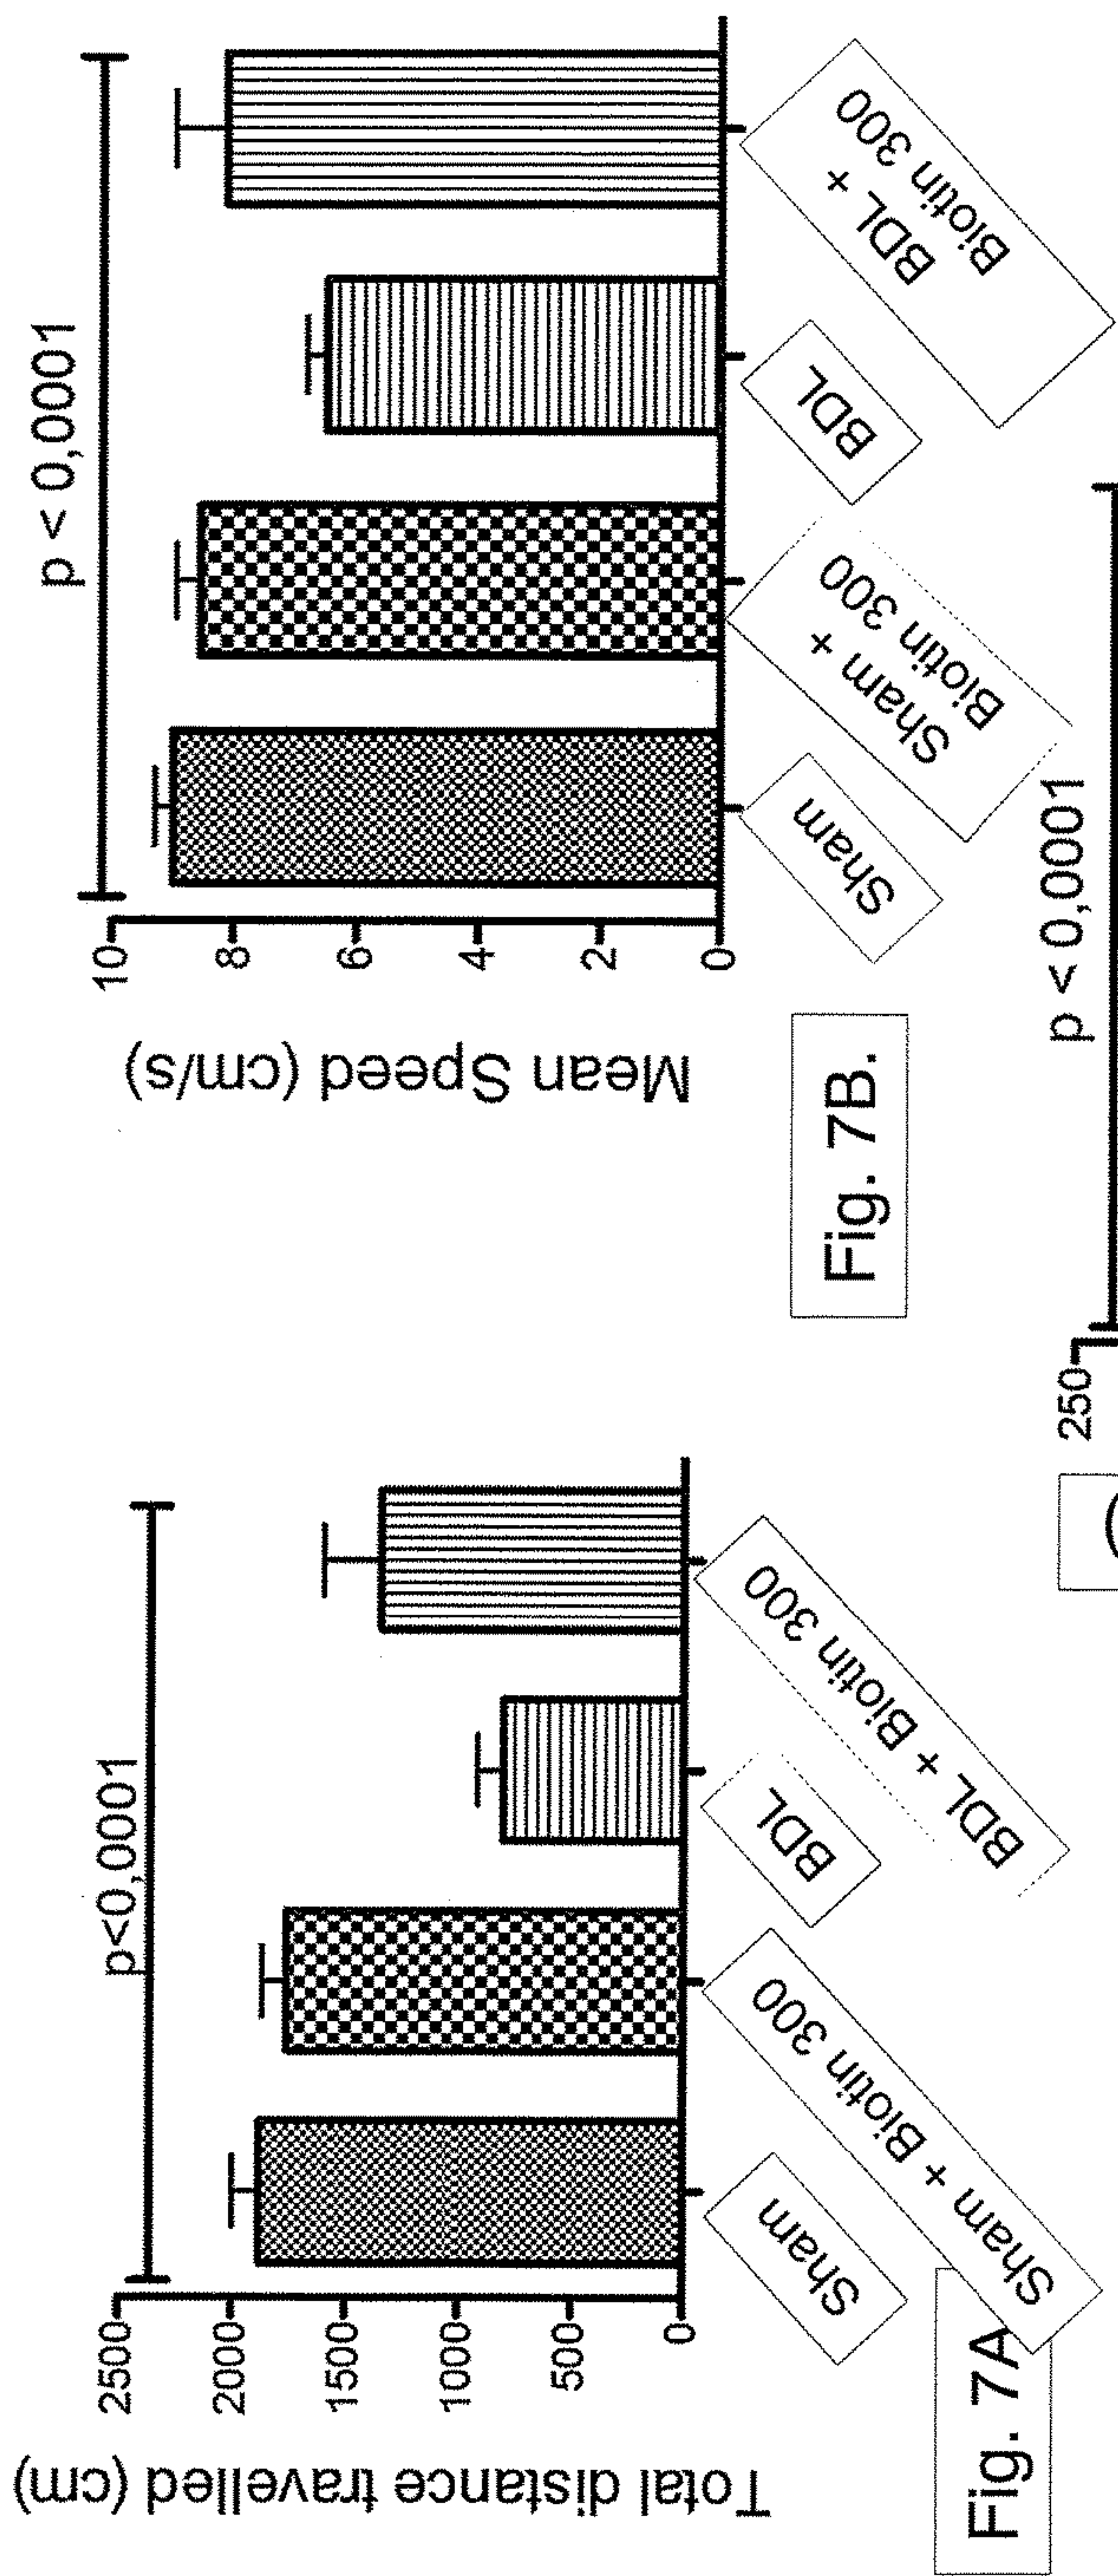 Total distance travelled (cm)
2500
2000
1500
1000
500
0
p<0,0001
Sham
Sham + Biotin 300
BDL
BDL + Biotin 300
Fig. 7A
Mean Speed (cm/s)
10
8
6
4
2
0
p < 0,0001
Sham
Sham +
Biotin 300
BDL
BDL +
Biotin 300
Fig. 7B.
250
p < 0,0001